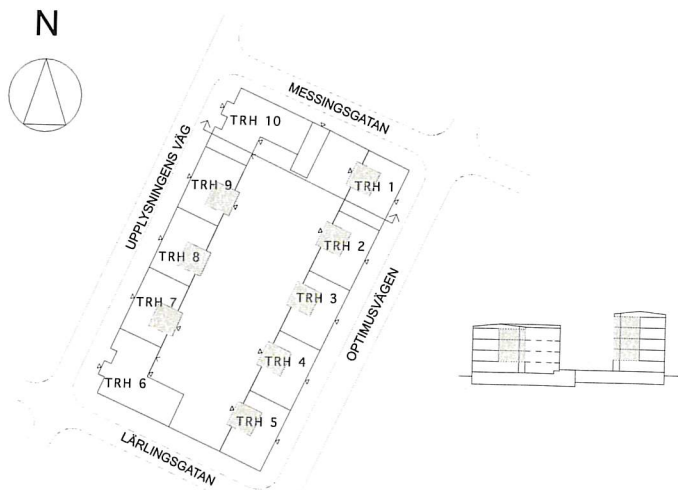 N
MESSINGSGATAN
UPPLYSNINGENS VÄG
OPTIMUSVÄGEN
LÄRLINGSGATAN
TRH 10
TRH 1
TRH 9
TRH 2
TRH 8
TRH 3
TRH 7
TRH 4
TRH 6
TRH 5